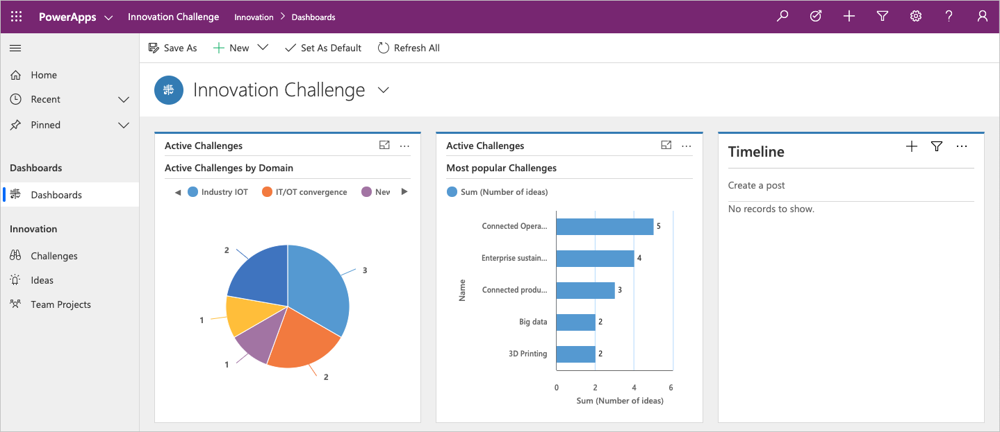 PowerApps Innovation Challenge Innovation > Dashboards
Save As New Set As Default Refresh All
Home
Recent
Pinned
Dashboards
Dashboards
Innovation
Challenges
Ideas
Team Projects
Innovation Challenge
Active Challenges ...
Active Challenges by Domain
Industry IOT IT/OT convergence
2
3
1
1
2
Active Challenges ...
Most popular Challenges
Sum (Number of ideas)
Name
Connected Opera... 5
Enterprise sustain... 4
Connected produ... 3
Big data 2
3D Printing 2
0 2 4 6
Sum (Number of ideas)
Timeline
Create a post
No records to show.